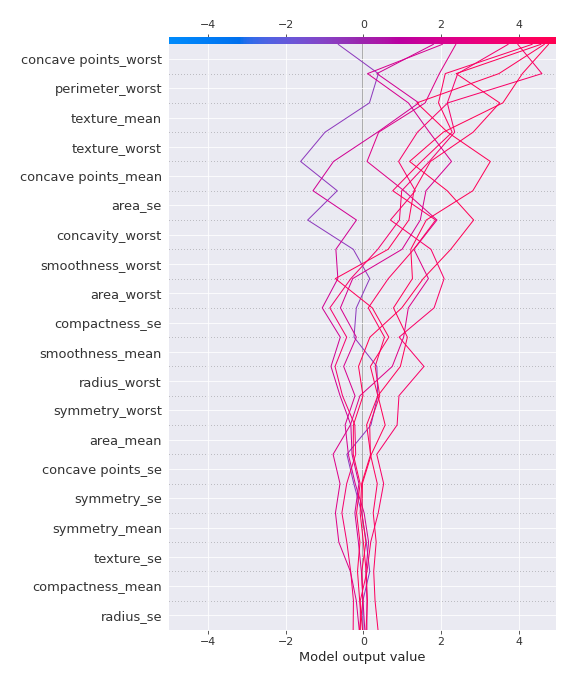 −4 −2 0 2 4
concave points_worst
perimeter_worst
texture_mean
texture_worst
concave points_mean
area_se
concavity_worst
smoothness_worst
area_worst
compactness_se
smoothness_mean
radius_worst
symmetry_worst
area_mean
concave points_se
symmetry_se
symmetry_mean
texture_se
compactness_mean
radius_se
−4 −2 0 2 4
Model output value